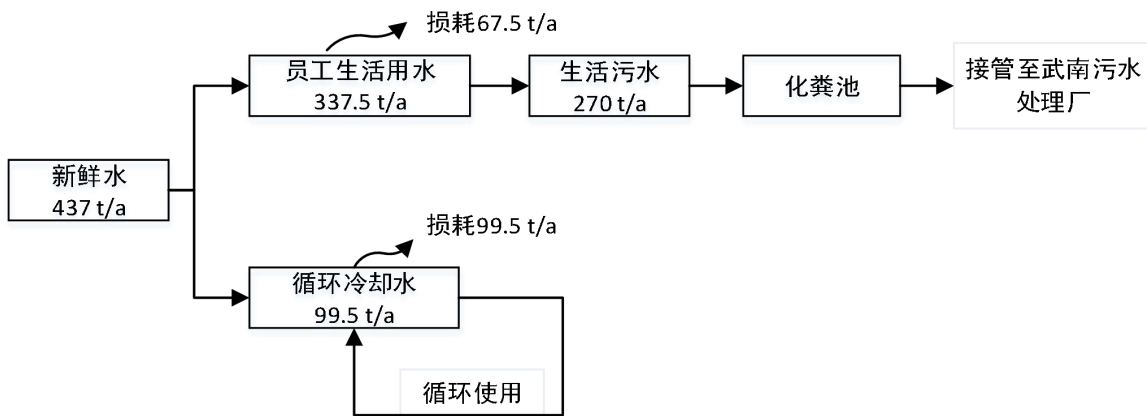 损耗67.5 t/a
员工生活用水
337.5 t/a
生活污水
270 t/a
化粪池
接管至武南污水
处理厂
新鲜水
437 t/a
损耗99.5 t/a
循环冷却水
99.5 t/a
循环使用